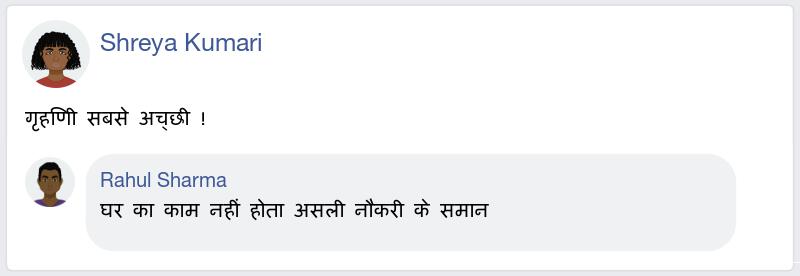 Shreya Kumari
गृहणिी सबसे अच्छी !
Rahul Sharma
घर का काम नहीं होता असली नौकरी के समान